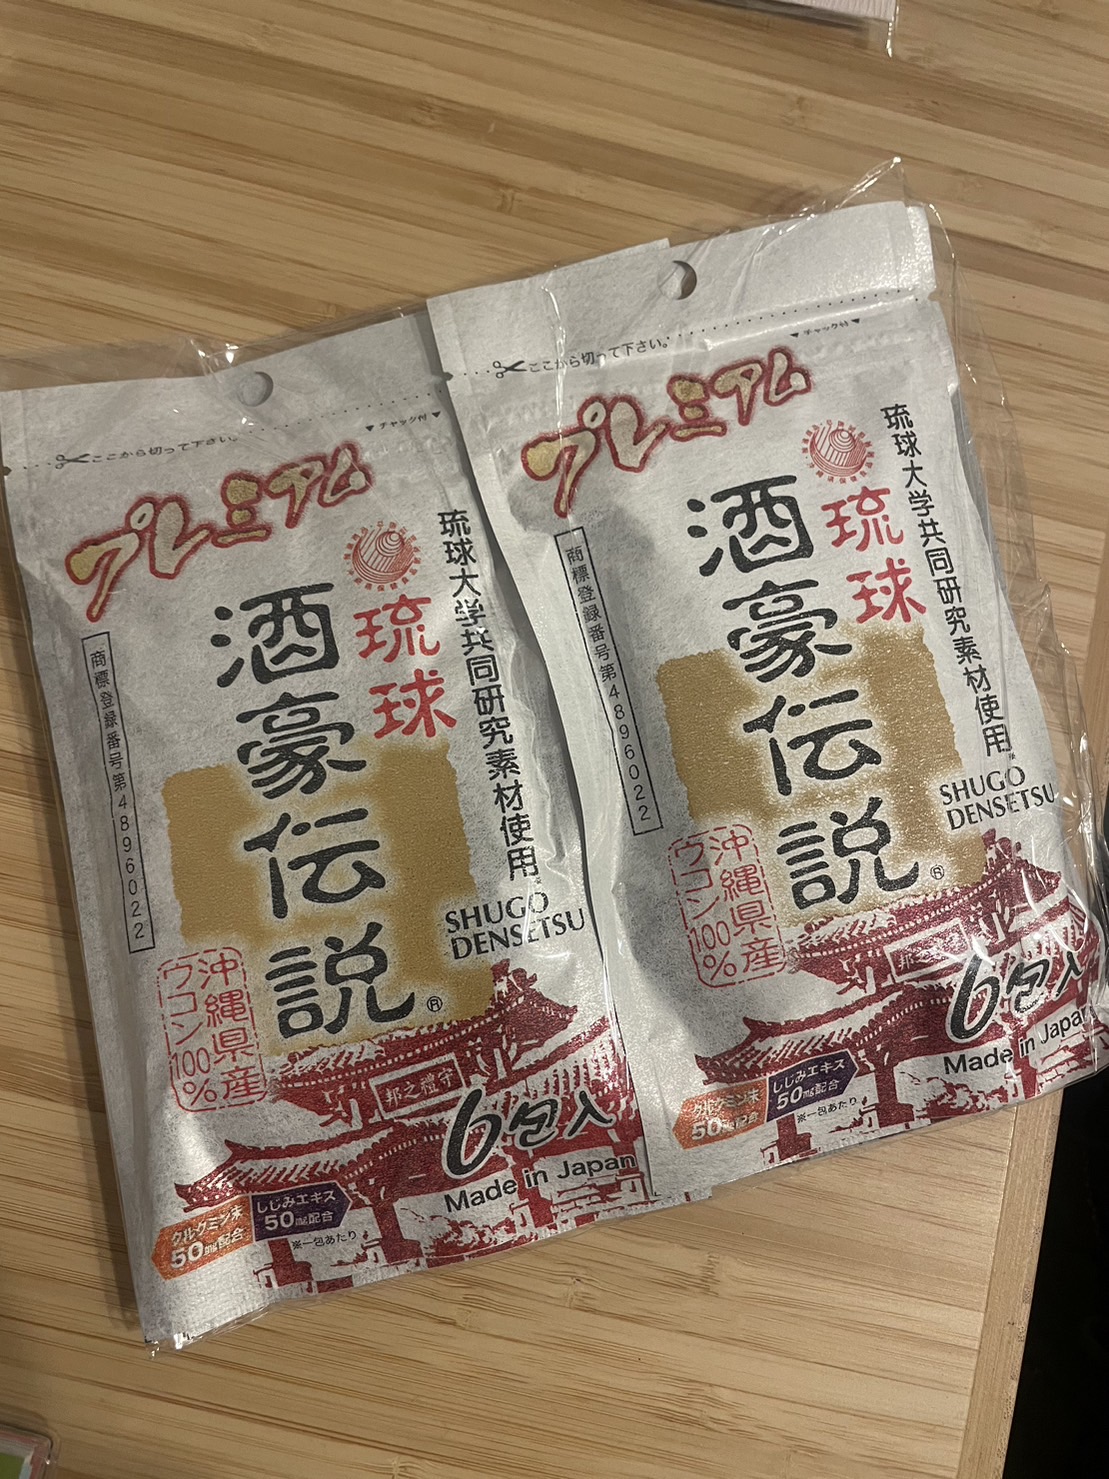 ここから切って下さい。
▼チャック付▼
プレミアム
琉球大学共同研究素材使用
琉球
酒豪伝説®
商標登録番号第4896022
SHUGO
DENSETSU
沖縄県産
ウコン100%
守禮之邦
6包入
Made in Japan
クルクミン末
50mg配合
しじみエキス
50mg配合
※一包あたり
ここから切って下さい。
▼チャック付▼
プレミアム
琉球大学共同研究素材使用※
琉球
酒豪伝説®
商標登録番号第4896022
SHUGO
DENSETSU
沖縄県産
ウコン100%
6包入
Made in Japan
クルクミン末
50mg配合
しじみエキス
50mg配合
※一包あたり